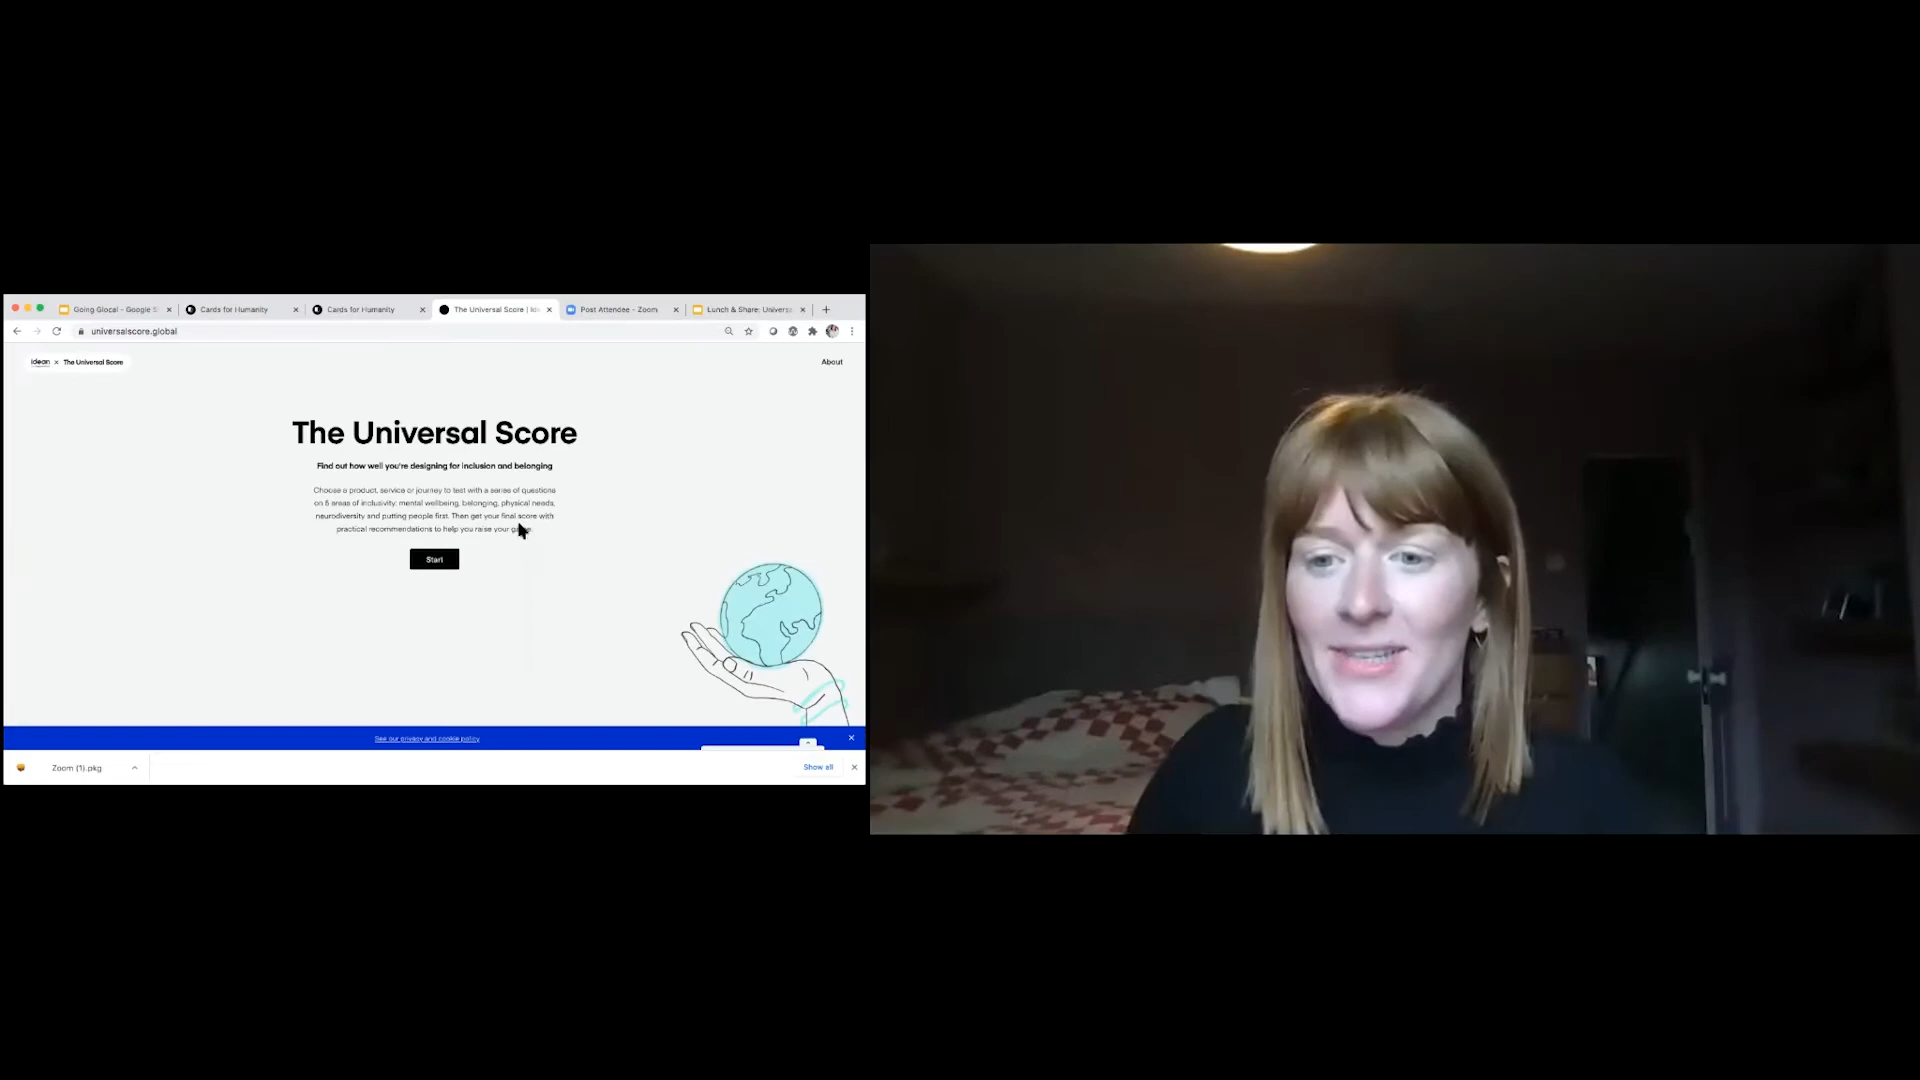 Going Glocal - Google S
Cards for Humanity
Cards for Humanity
The Universal Score | Ide
Post Attendee - Zoom
Lunch & Share: Universa
universalscore.global
idean × The Universal Score
About
The Universal Score
Find out how well you're designing for inclusion and belonging
Choose a product, service or journey to test with a series of questions
on 5 areas of inclusivity: mental wellbeing, belonging, physical needs,
neurodiversity and putting people first. Then get your final score with
practical recommendations to help you raise your
Start
See our privacy and cookie policy
Zoom (1).pkg
Show all